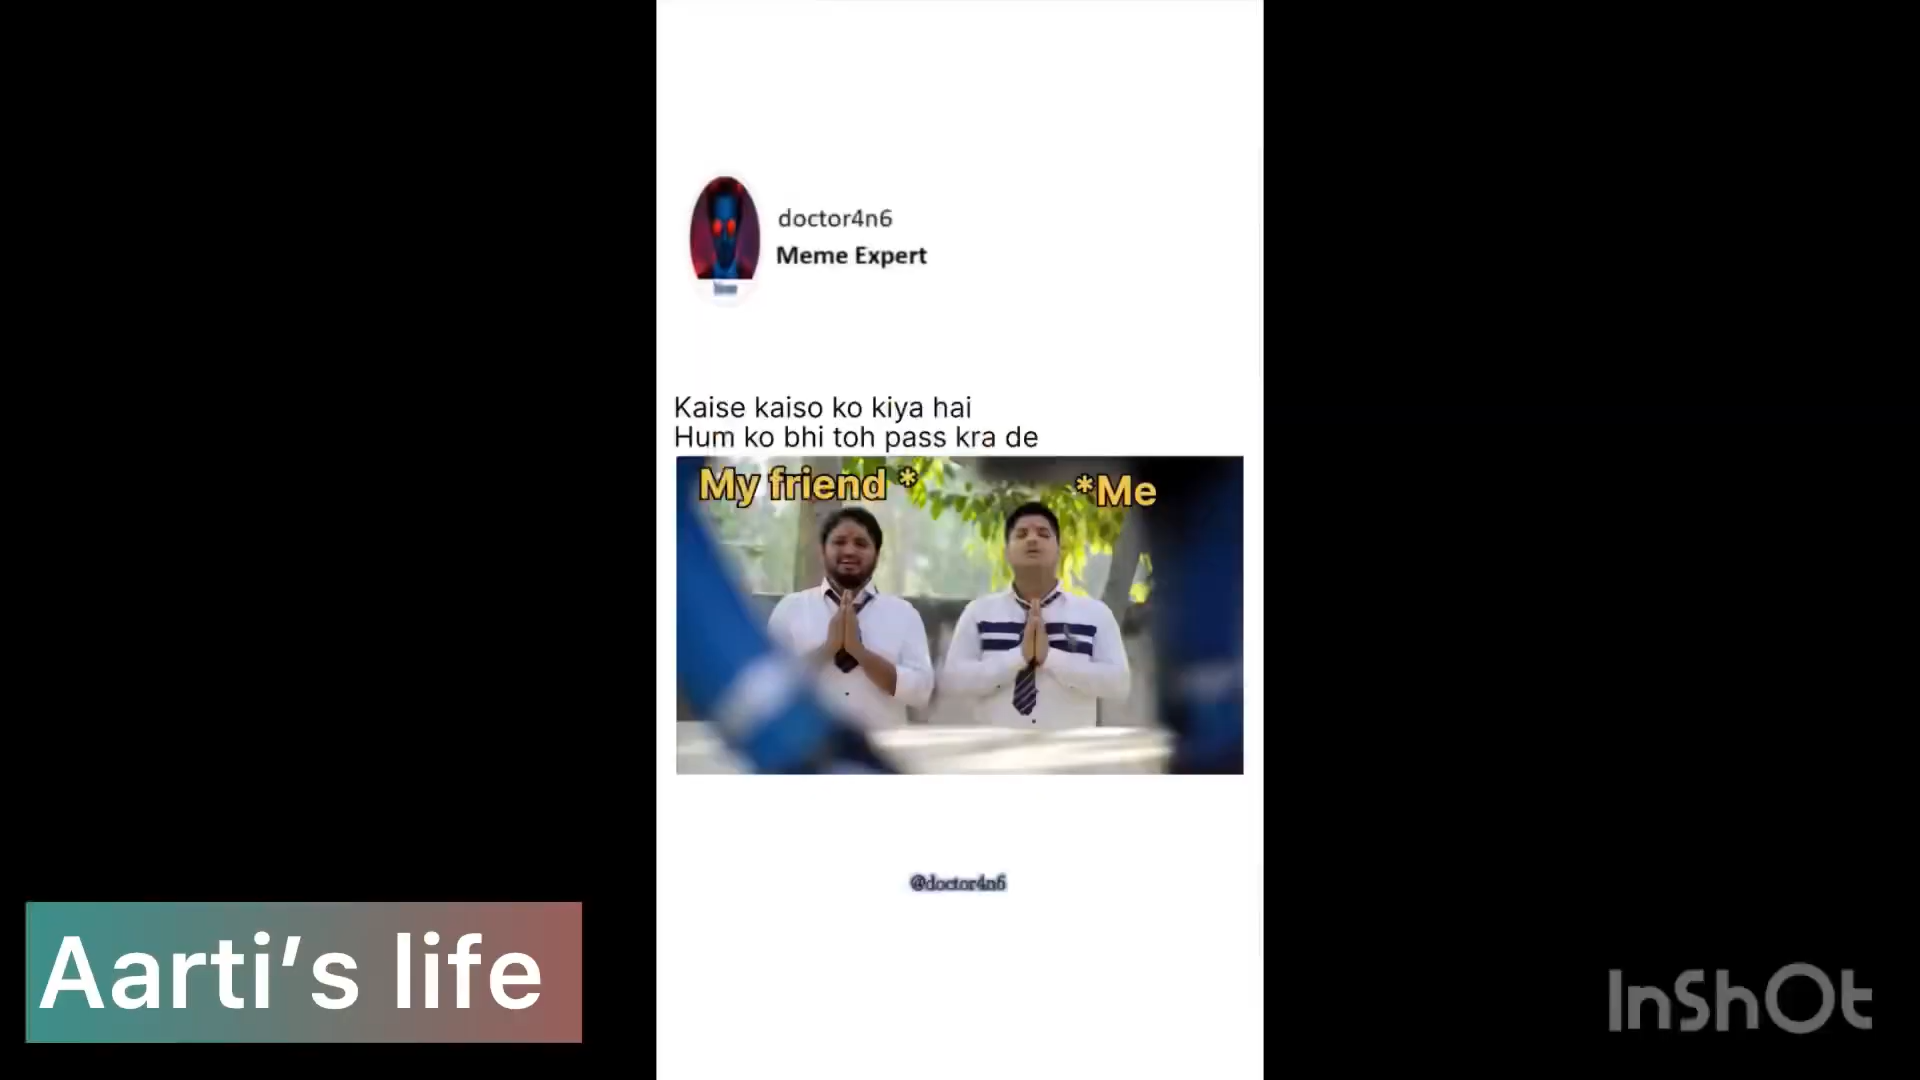 doctor4n6
Meme Expert
Kaise kaiso ko kiya hai
Hum ko bhi toh pass kra de
My friend *
*Me
@doctor4n6
Aarti's life
InShOt